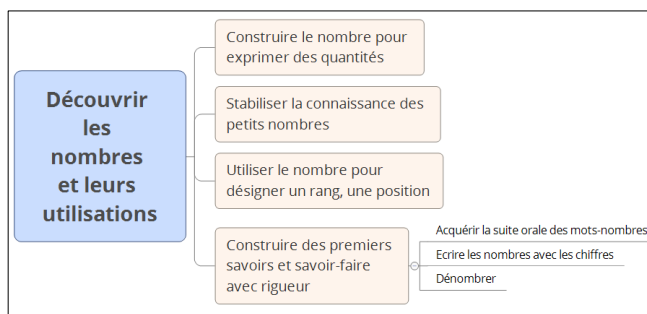 Découvrir
les
nombres
et leurs
utilisations
Construire le nombre pour
exprimer des quantités
Stabiliser la connaissance des
petits nombres
Utiliser le nombre pour
désigner un rang, une position
Construire des premiers
savoirs et savoir-faire
avec rigueur
Acquérir la suite orale des mots-nombres
Ecrire les nombres avec les chiffres
Dénombrer